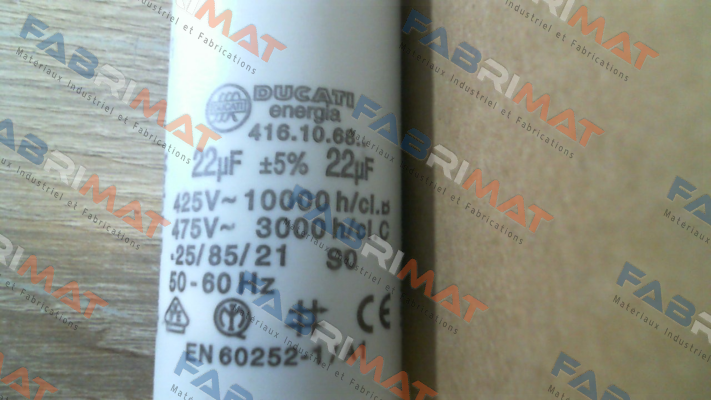 DUCATI
energia
416.10.68..
22µF ±5% 22µF
425V~ 10000 h/cl.B
475V~ 3000 h/cl.C
25/85/21 S0
50-60 Hz
CE
EN 60252-1
A1
FABRIMAT
Materiaux Industriel et Fabrications